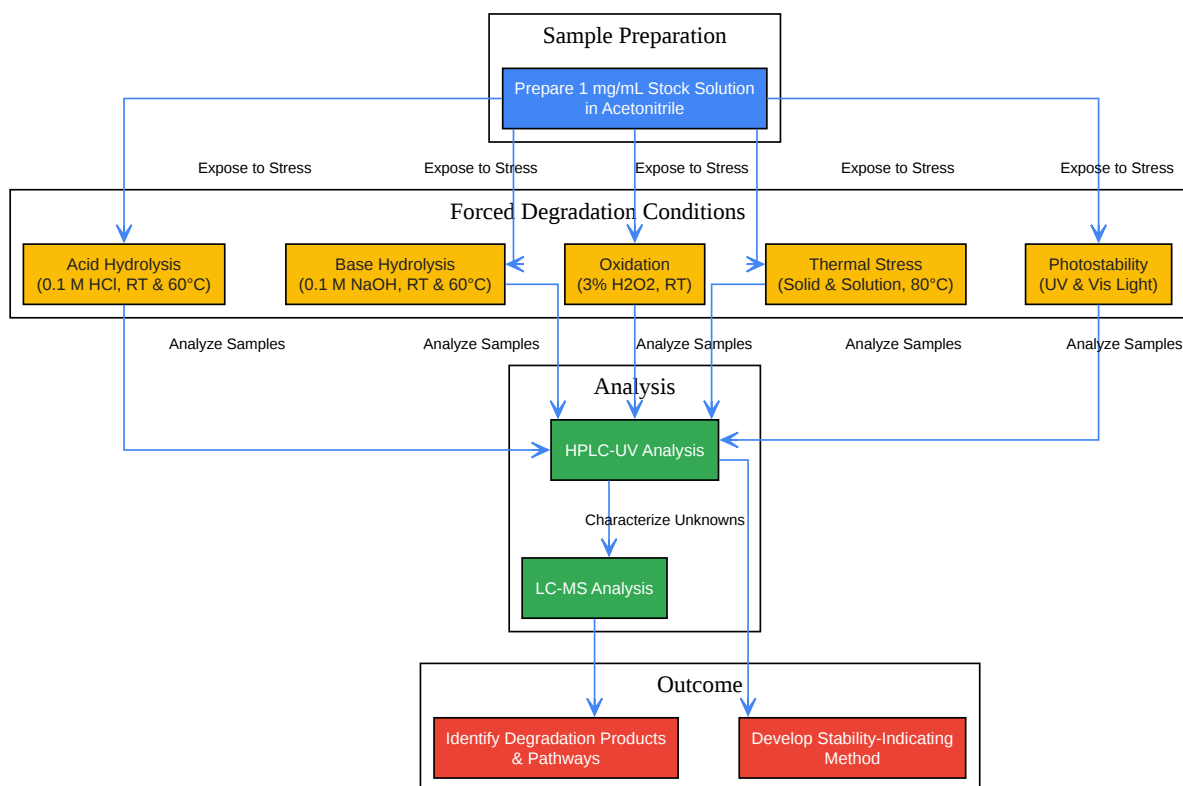 Sample Preparation
Prepare 1 mg/mL Stock Solution
in Acetonitrile
Expose to Stress
Expose to Stress
Expose to Stress
Expose to Stress
Expose to Stress
Forced Degradation Conditions
Acid Hydrolysis
(0.1 M HCl, RT & 60°C)
Base Hydrolysis
(0.1 M NaOH, RT & 60°C)
Oxidation
(3% H2O2, RT)
Thermal Stress
(Solid & Solution, 80°C)
Photostability
(UV & Vis Light)
Analyze Samples
Analyze Samples
Analyze Samples
Analyze Samples
Analyze Samples
Analysis
HPLC-UV Analysis
Characterize Unknowns
LC-MS Analysis
Outcome
Identify Degradation Products
& Pathways
Develop Stability-Indicating
Method